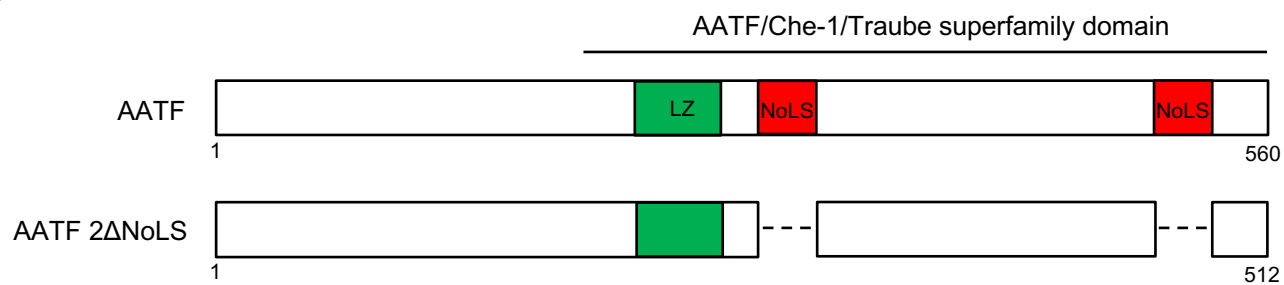 AATF/Che-1/Traube superfamily domain
AATF LZ NoLS NoLS
1 560
AATF 2ΔNoLS
1 512